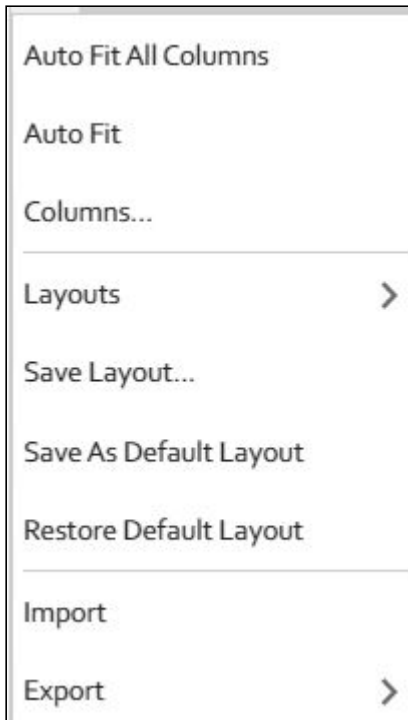 Auto Fit All Columns
Auto Fit
Columns...
Layouts
Save Layout...
Save As Default Layout
Restore Default Layout
Import
Export